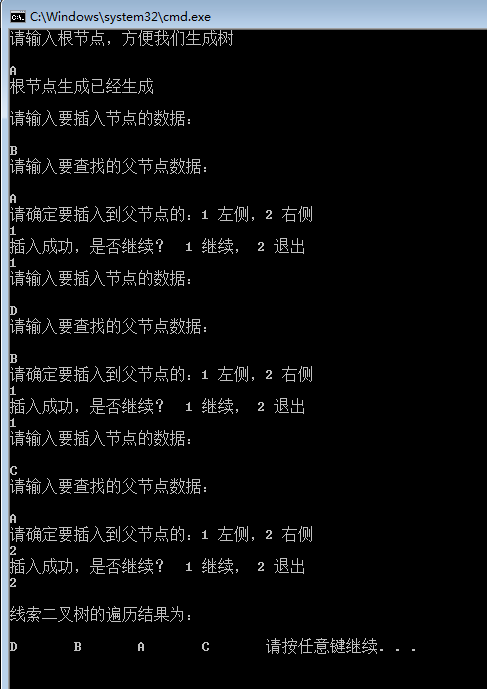 C:\Windows\system32\cmd.exe
请输入根节点，方便我们生成树
A
根节点生成已经生成
请输入要插入节点的数据：
B
请输入要查找的父节点数据：
A
请确定要插入到父节点的：1 左侧，2 右侧
1
插入成功，是否继续？ 1 继续， 2 退出
1
请输入要插入节点的数据：
D
请输入要查找的父节点数据：
B
请确定要插入到父节点的：1 左侧，2 右侧
1
插入成功，是否继续？ 1 继续， 2 退出
1
请输入要插入节点的数据：
C
请输入要查找的父节点数据：
A
请确定要插入到父节点的：1 左侧，2 右侧
2
插入成功，是否继续？ 1 继续， 2 退出
2
线索二叉树的遍历结果为：
D B A C 请按任意键继续. . .